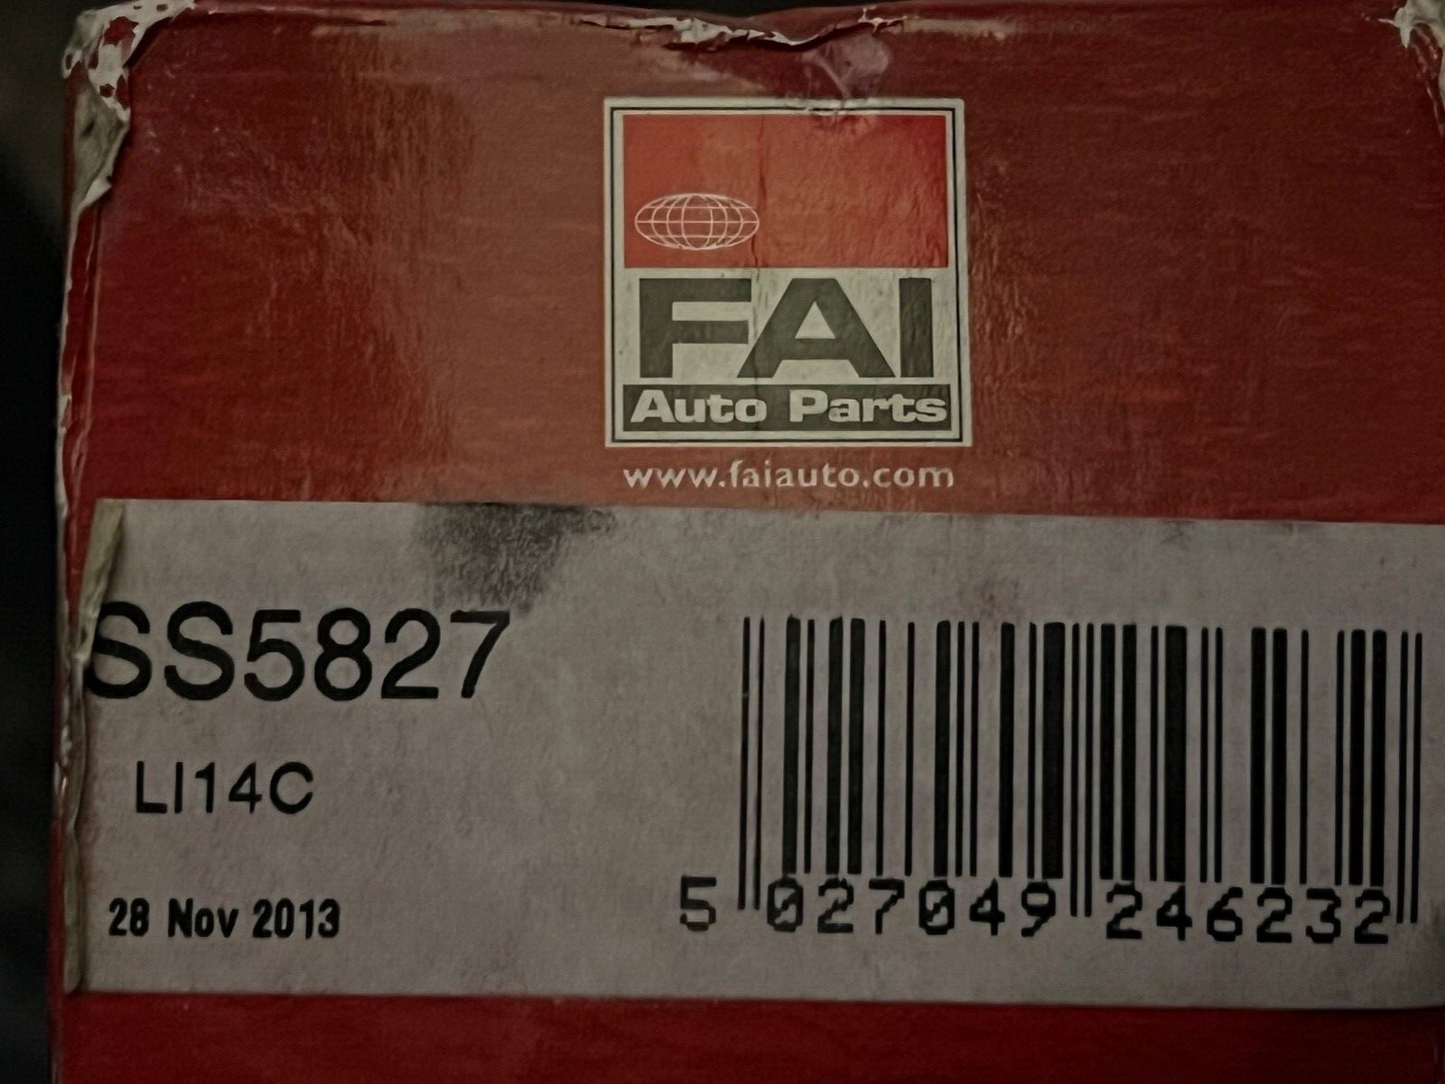 FAI
Auto Parts
www.faiauto.com
SS5827
LI14C
28 Nov 2013
5 027049 246232